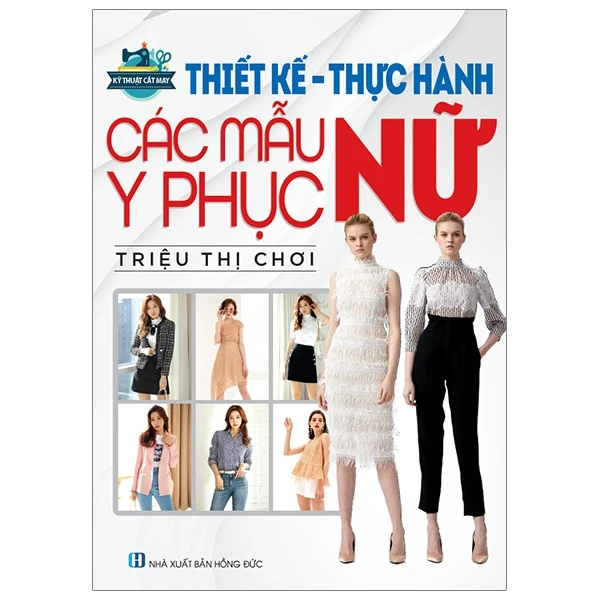 KỸ THUẬT CẮT MAY
THIẾT KẾ - THỰC HÀNH
CÁC MẪU
Y PHỤC
NỮ
TRIỆU THỊ CHƠI
NHÀ XUẤT BẢN HỒNG ĐỨC